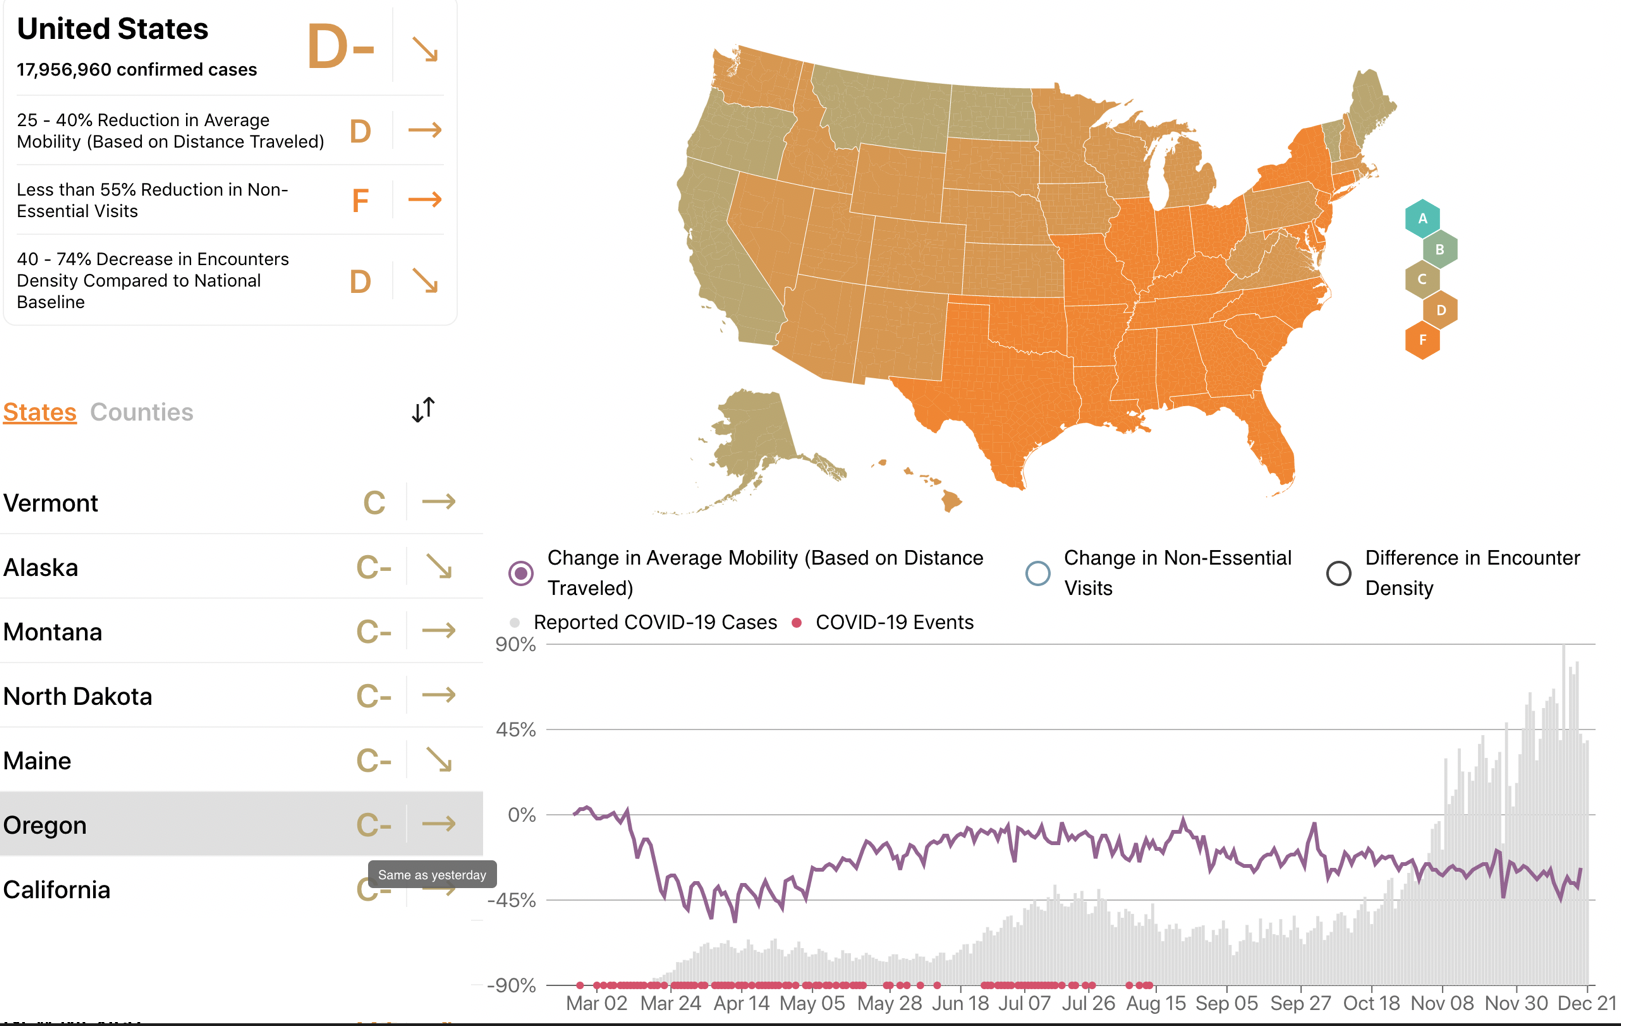 United States
D-
17,956,960 confirmed cases
25 - 40% Reduction in Average
Mobility (Based on Distance Traveled)
D
Less than 55% Reduction in Non-
Essential Visits
F
40 - 74% Decrease in Encounters
Density Compared to National
Baseline
D
A
B
C
D
F
States Counties
Vermont C
Alaska C-
Montana C-
North Dakota C-
Maine C-
Oregon C-
Same as yesterday
California C-
Change in Average Mobility (Based on Distance
Traveled)
Change in Non-Essential
Visits
Difference in Encounter
Density
Reported COVID-19 Cases
COVID-19 Events
90%
45%
0%
-45%
-90%
Mar 02 Mar 24 Apr 14 May 05 May 28 Jun 18 Jul 07 Jul 26 Aug 15 Sep 05 Sep 27 Oct 18 Nov 08 Nov 30 Dec 21